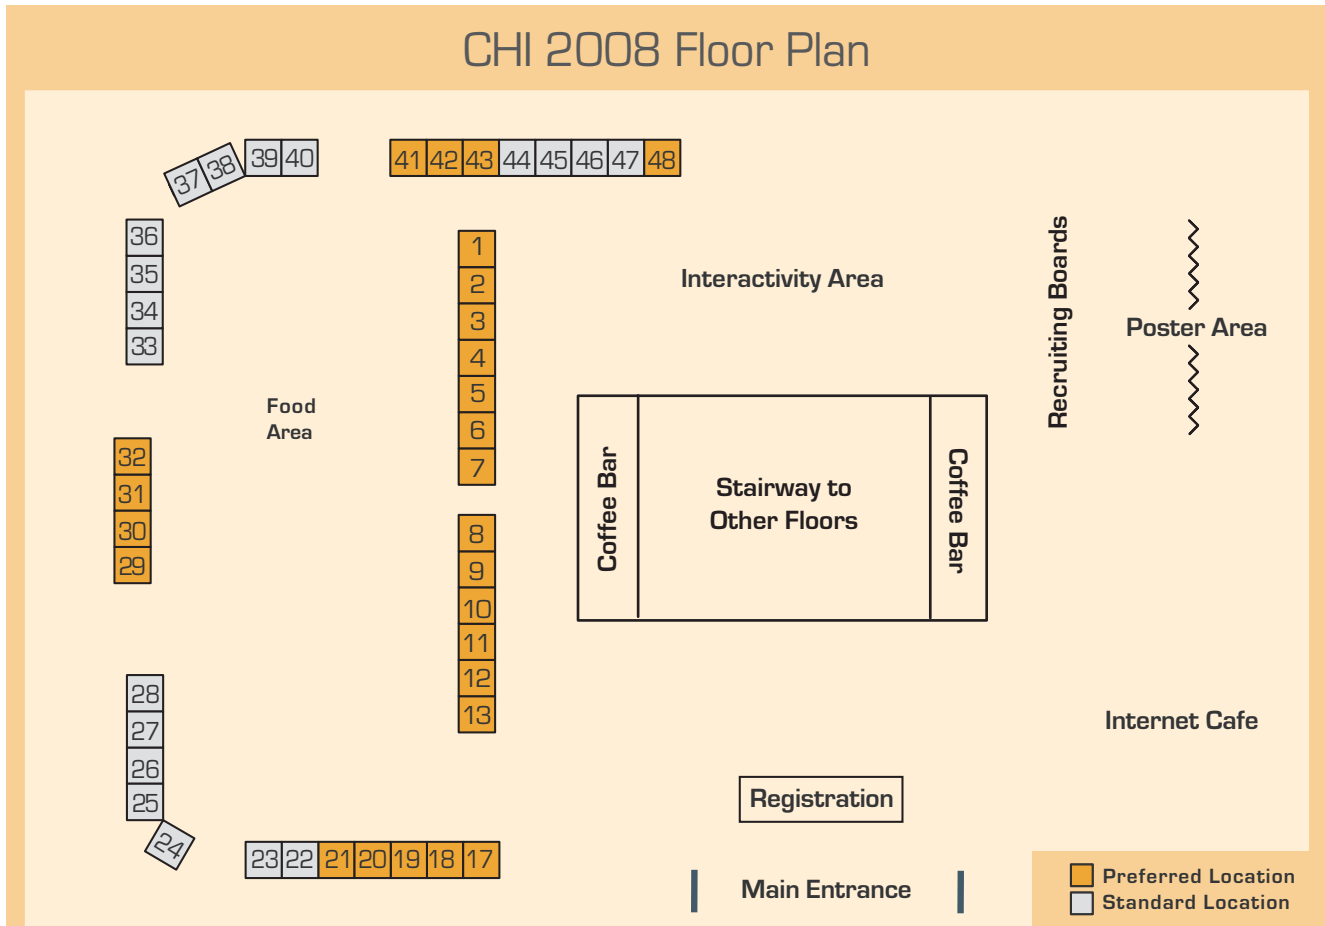 CHI 2008 Floor Plan
37 38 39 40
41 42 43 44 45 46 47 48
36
35
34
33
1
2
3
4
5
6
7
Interactivity Area
Recruiting Boards
Poster Area
Food
Area
32
31
30
29
8
9
10
11
12
13
Coffee Bar
Stairway to
Other Floors
Coffee Bar
28
27
26
25
24
Internet Cafe
Registration
23 22 21 20 19 18 17
Main Entrance
Preferred Location
Standard Location